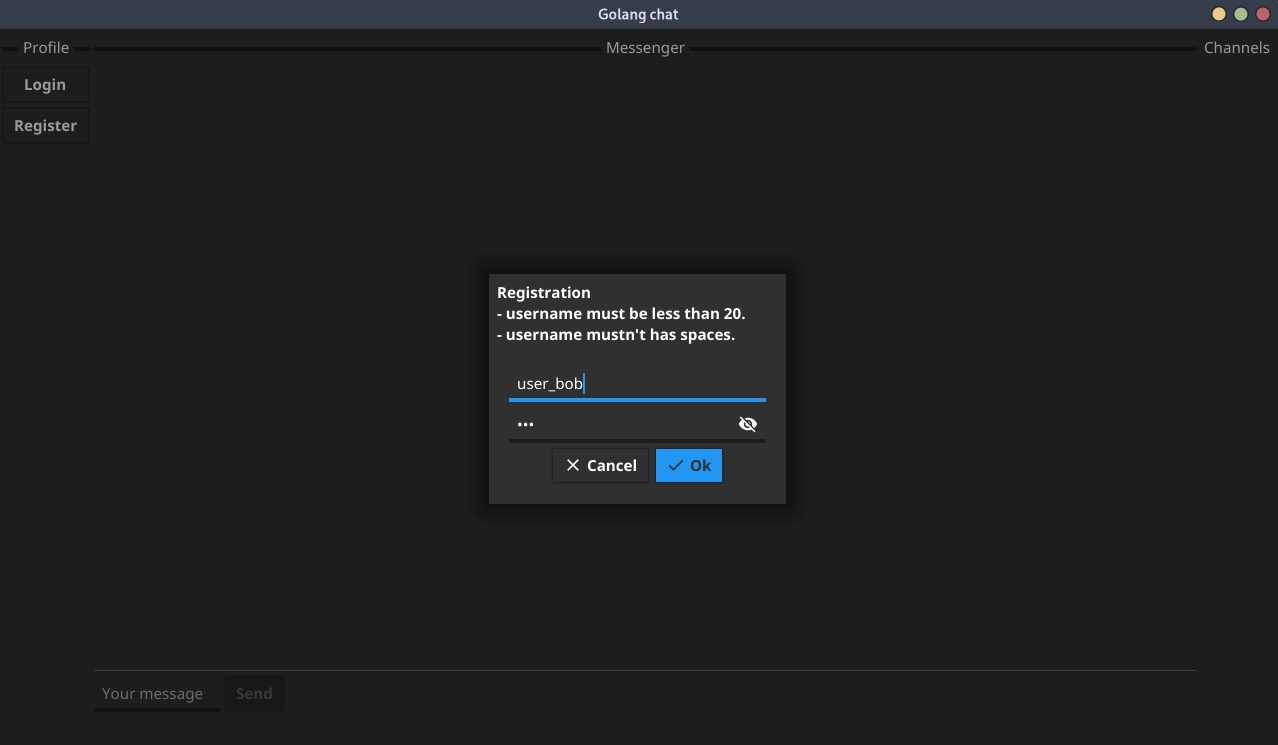 Golang chat
Profile
Messenger
Channels
Login
Register
Registration
- username must be less than 20.
- username mustn't has spaces.
user_bob
•••
Cancel
Ok
Your message
Send